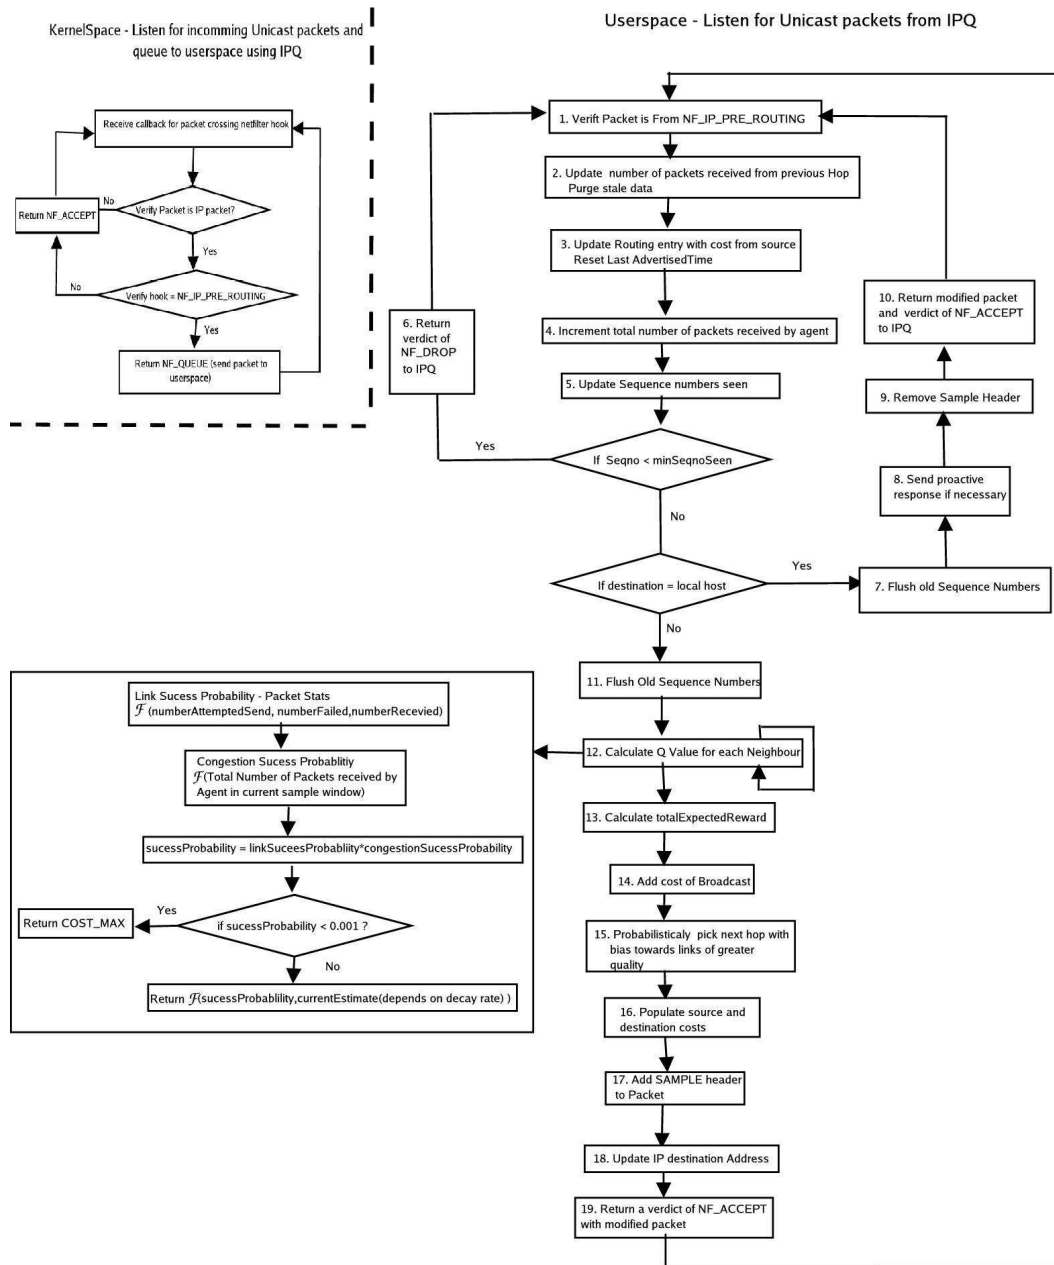 KernelSpace - Listen for incomming Unicast packets and
queue to userspace using IPQ
Receive callback for packet crossing netfilter hook
No
Verify Packet is IP packet?
Return NF_ACCEPT
Yes
No
Verify hook = NF_IP_PRE_ROUTING
Yes
Return NF_QUEUE (send packet to
userspace)
Userspace - Listen for Unicast packets from IPQ
1. Verift Packet is From NF_IP_PRE_ROUTING
2. Update number of packets received from previous Hop
Purge stale data
3. Update Routing entry with cost from source
Reset Last AdvertisedTime
4. Increment total number of packets received by agent
5. Update Sequence numbers seen
6. Return
verdict of
NF_DROP
to IPQ
Yes
If Seqno < minSeqnoSeen
No
If destination = local host
Yes
7. Flush old Sequence Numbers
8. Send proactive
response if necessary
9. Remove Sample Header
10. Return modified packet
and verdict of NF_ACCEPT
to IPQ
No
11. Flush Old Sequence Numbers
12. Calculate Q Value for each Neighbour
13. Calculate totalExpectedReward
14. Add cost of Broadcast
15. Probabilisticaly pick next hop with
bias towards links of greater
quality
16. Populate source and
destination costs
17. Add SAMPLE header
to Packet
18. Update IP destination Address
19. Return a verdict of NF_ACCEPT
with modified packet
Link Sucess Probability - Packet Stats
ℱ (numberAttemptedSend, numberFailed,numberRecevied)
Congestion Sucess Probablitiy
ℱ(Total Number of Packets received by
Agent in current sample window)
sucessProbability = linkSuceesProbabliity*congestionSucessProbability
Yes
Return COST_MAX
if sucessProbability < 0.001 ?
No
Return ℱ(sucessProbablility,currentEstimate(depends on decay rate) )